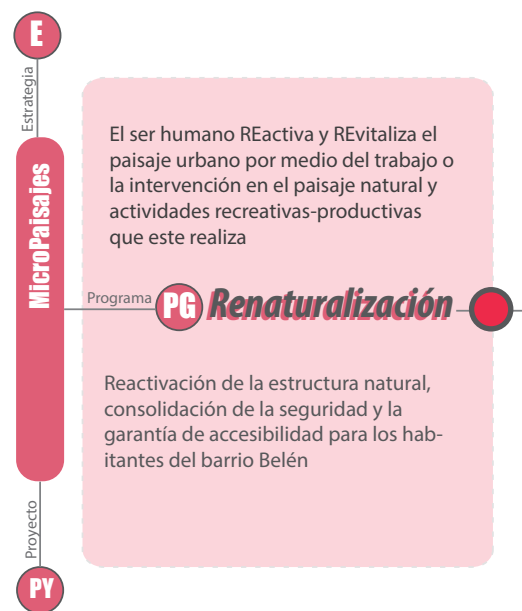 E
Estrategia
MicroPaisajes
El ser humano REactiva y REvitaliza el
paisaje urbano por medio del trabajo o
la intervención en el paisaje natural y
actividades recreativas-productivas
que este realiza
Programa PG Renaturalización
Reactivación de la estructura natural,
consolidación de la seguridad y la
garantía de accesibilidad para los hab-
itantes del barrio Belén
Proyecto
PY